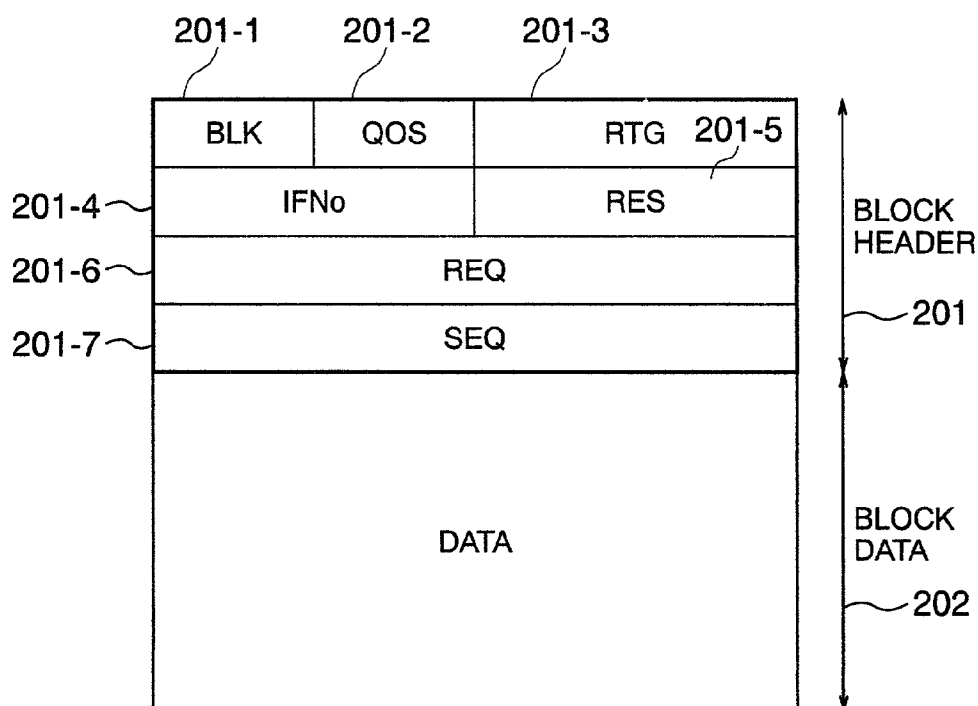 201-1 201-2 201-3
BLK QOS RTG
201-5
201-4 IFNo RES
BLOCK
HEADER
201-6 REQ
201
201-7 SEQ
DATA
BLOCK
DATA
202